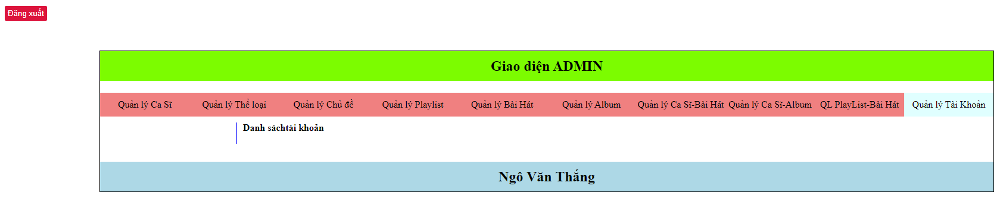 Đăng xuất
Giao diện ADMIN
Quản lý Ca Sĩ Quản lý Thể loại Quản lý Chủ đề Quản lý Playlist Quản lý Bài Hát Quản lý Album Quản lý Ca Sĩ-Bài Hát Quản lý Ca Sĩ-Album QL PlayList-Bài Hát Quản lý Tài Khoản
Danh sáchtài khoản
Ngô Văn Thắng